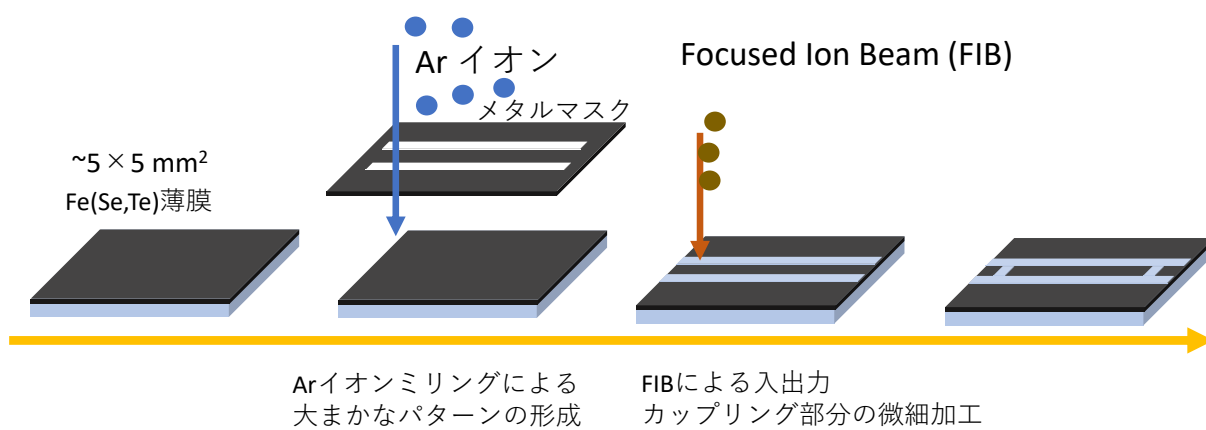 Ar イオン
メタルマスク
Focused Ion Beam (FIB)
~5×5 mm²
Fe(Se,Te)薄膜
Arイオンミリングによる
大まかなパターンの形成
FIBによる入出力
カップリング部分の微細加工